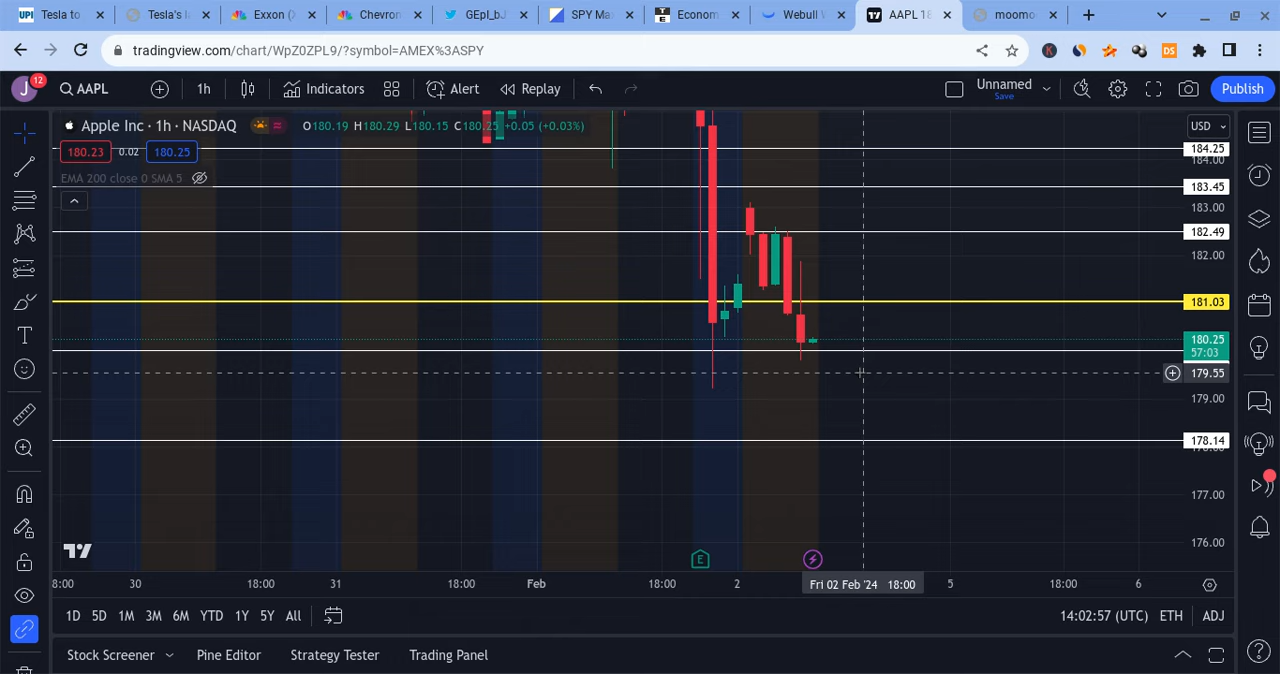 Tesla to
Tesla's l
Exxon (
Chevron
GEpI_bJ
SPY Ma
Econom
Webull W
AAPL 18
moomo
tradingview.com/chart/WpZ0ZPL9/?symbol=AMEX%3ASPY
J 12 AAPL 1h Indicators Alert Replay Unnamed Save Publish
Apple Inc · 1h · NASDAQ O180.19 H180.29 L180.15 C180.25 +0.05 (+0.03%) USD
180.23 0.02 180.25
EMA 200 close 0 SMA 5
184.25
184.00
183.45
183.00
182.49
182.00
181.03
180.25
57:03
179.55
179.00
178.14
177.00
176.00
E
8:00 30 18:00 31 18:00 Feb 18:00 2 Fri 02 Feb '24 18:00 5 18:00 6
1D 5D 1M 3M 6M YTD 1Y 5Y All 14:02:57 (UTC) ETH ADJ
Stock Screener Pine Editor Strategy Tester Trading Panel